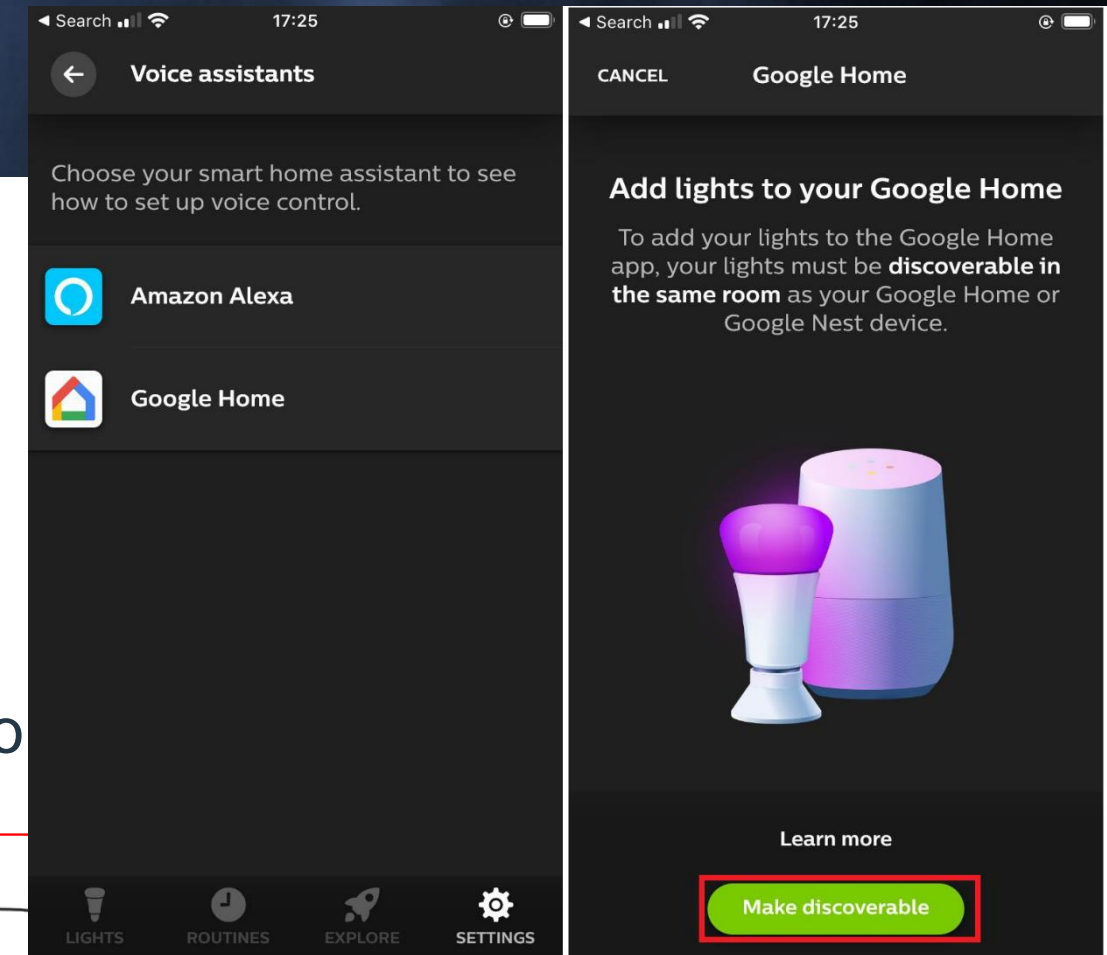 Search 17:25
Voice assistants
Choose your smart home assistant to see
how to set up voice control.
Amazon Alexa
Google Home
LIGHTS ROUTINES EXPLORE SETTINGS
Search 17:25
CANCEL Google Home
Add lights to your Google Home
To add your lights to the Google Home
app, your lights must be discoverable in
the same room as your Google Home or
Google Nest device.
Learn more
Make discoverable